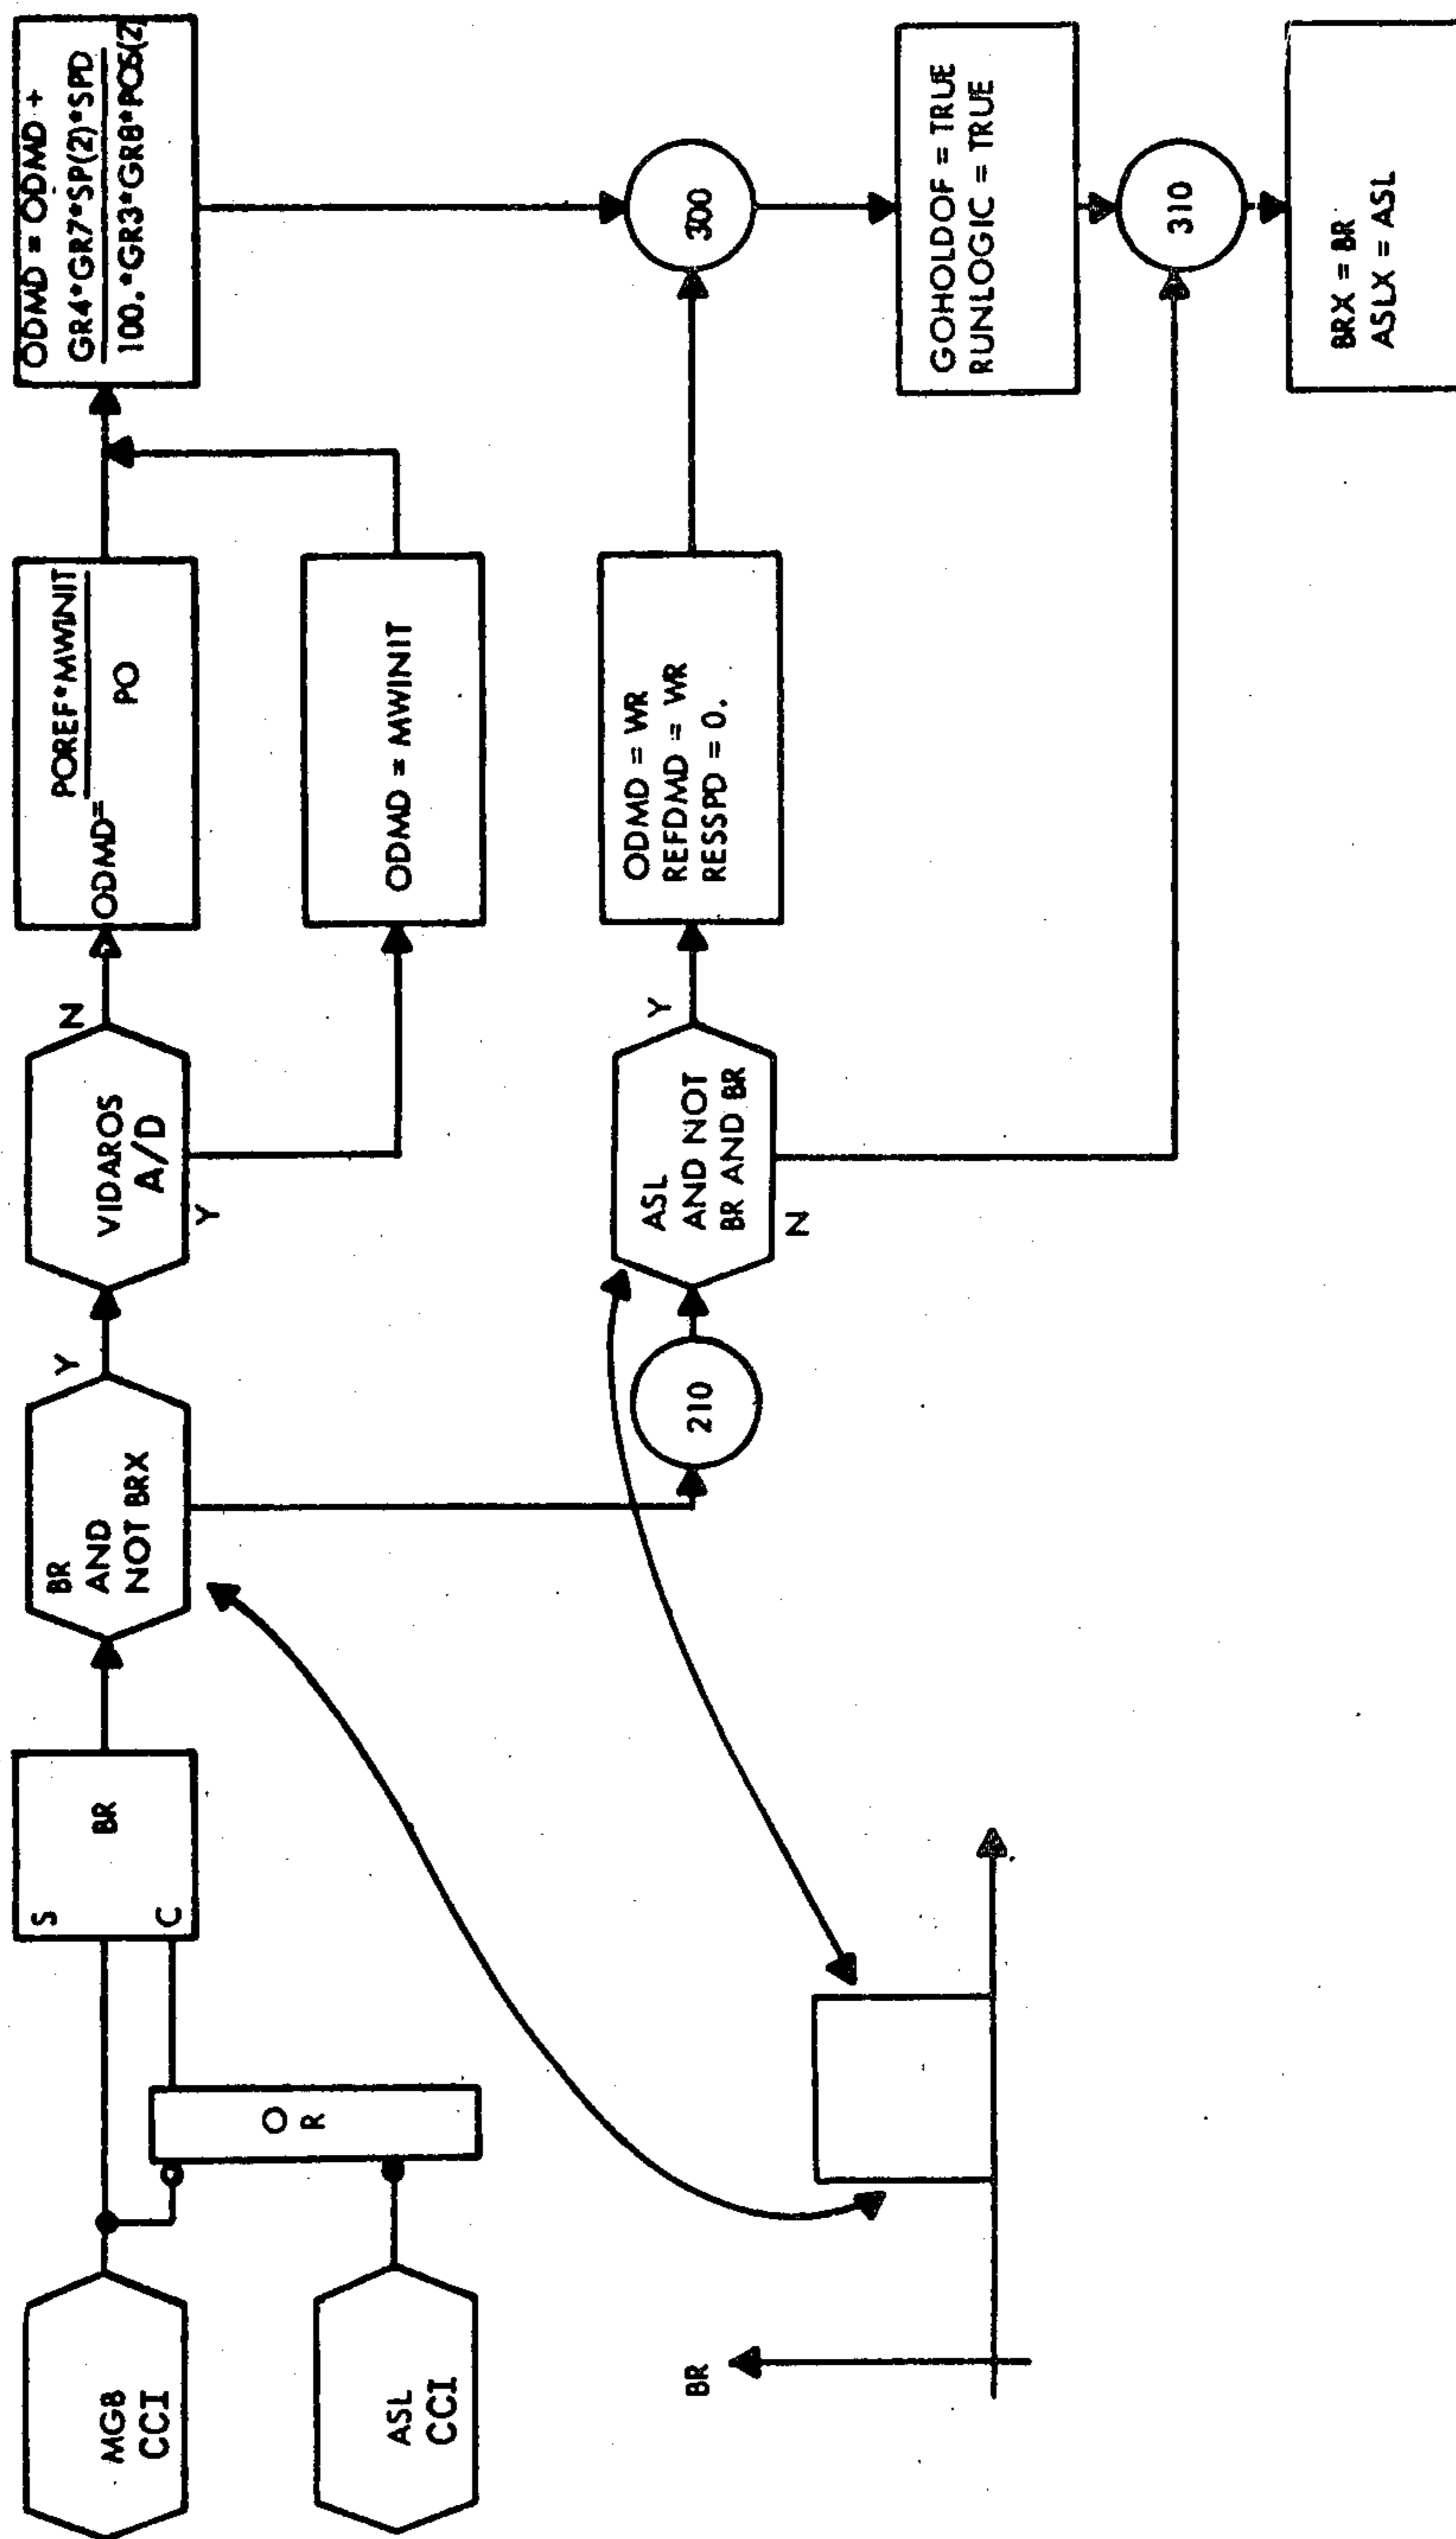 MGB
CCI
ASL
CCI
O
R
S
C
BR
BR
AND
NOT BRX
Y
VIDAROS
A/D
N
Y
ODMD=
POREF*MWINIT
PO
ODMD = MWINIT
ODMD = ODMD +
GR4*GR7*SP(2)*SPD
100.*GR3*GR8*POS(2)
210
ASL
AND NOT
BR AND BR
Y
N
ODMD = WR
REFDMD = WR
RESSPD = 0.
300
GOHOLDOF = TRUE
RUNLOGIC = TRUE
310
BRX = BR
ASLX = ASL
BR